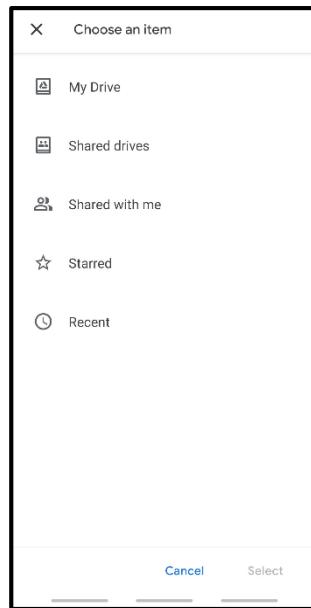 Choose an item
My Drive
Shared drives
Shared with me
Starred
Recent
Cancel Select